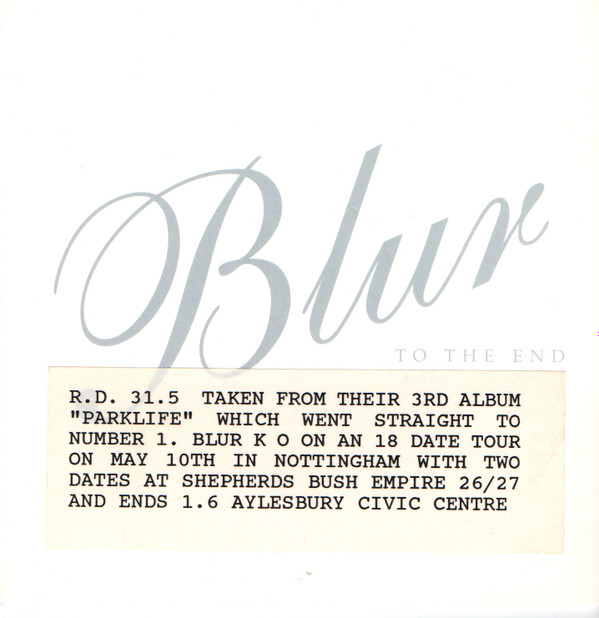 Blur
TO THE END
R.D. 31.5 TAKEN FROM THEIR 3RD ALBUM
"PARKLIFE" WHICH WENT STRAIGHT TO
NUMBER 1. BLUR K O ON AN 18 DATE TOUR
ON MAY 10TH IN NOTTINGHAM WITH TWO
DATES AT SHEPHERDS BUSH EMPIRE 26/27
AND ENDS 1.6 AYLESBURY CIVIC CENTRE